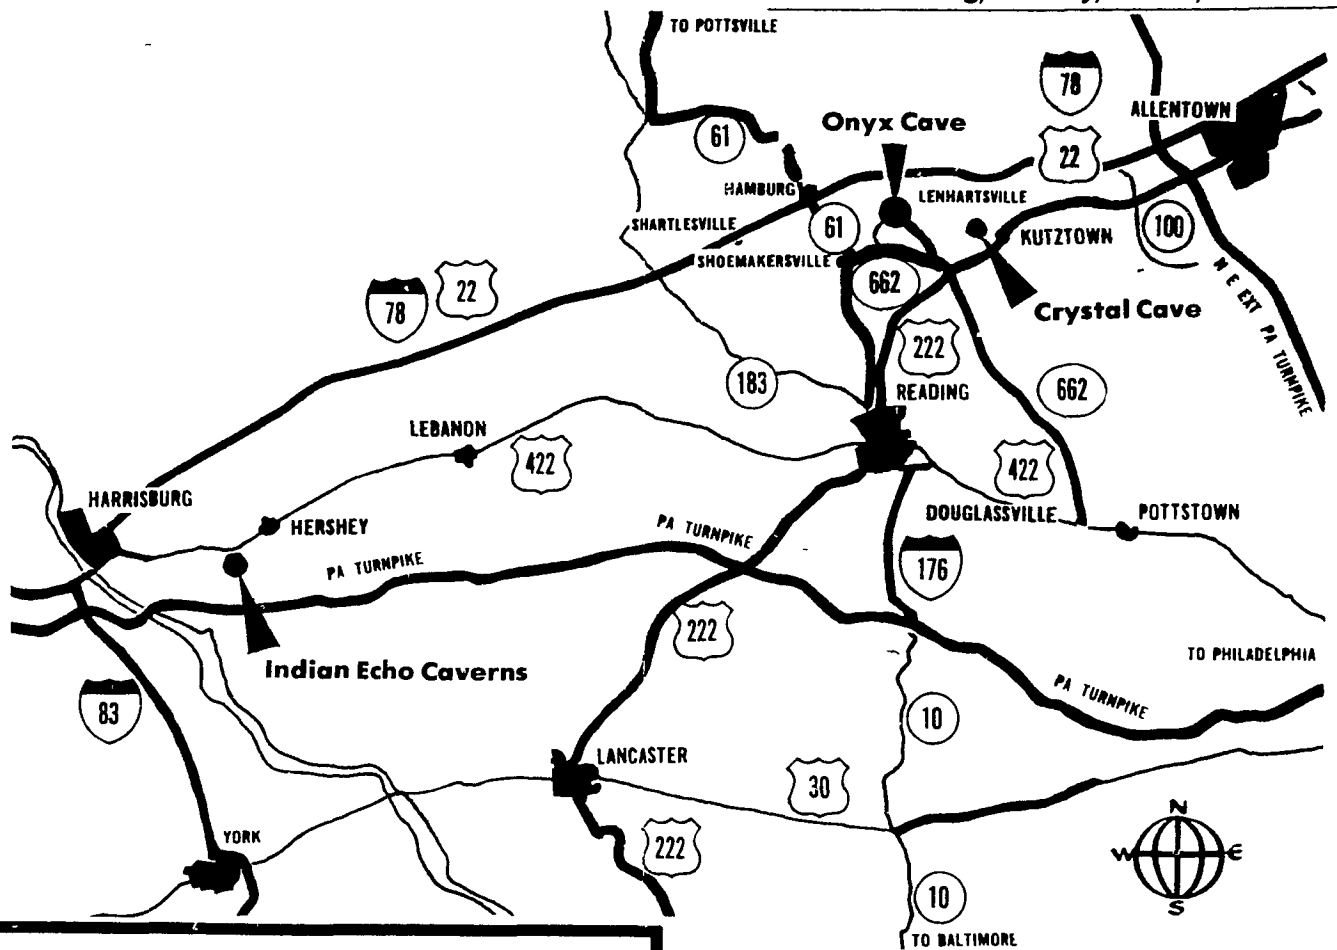 TO POTTSVILLE
78
ALLENTOWN
61
Onyx Cave
22
HAMBURG
LENHARTSVILLE
SHARTLESVILLE
61
100
KUTZTOWN
SHOEMAKERSVILLE
662
N E EXT PA TURNPIKE
78
22
Crystal Cave
222
183
READING
662
LEBANON
422
422
HARRISBURG
HERSHEY
DOUGLASSVILLE
POTTSTOWN
PA TURNPIKE
PA TURNPIKE
176
222
TO PHILADELPHIA
Indian Echo Caverns
PA TURNPIKE
83
10
LANCASTER
30
N
YORK
222
W E
10
S
TO BALTIMORE